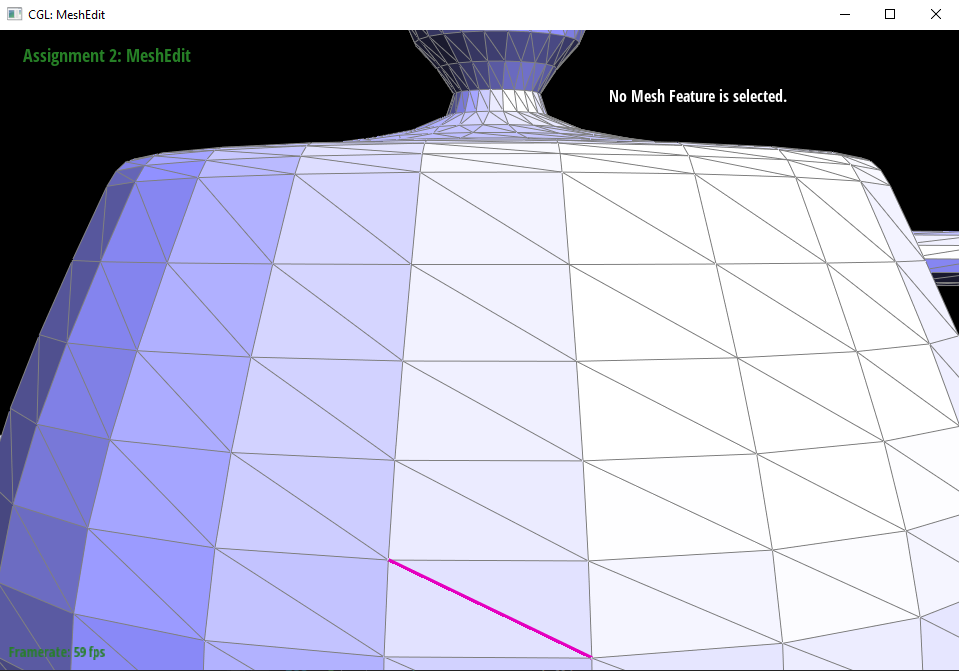 CGL: MeshEdit
Assignment 2: MeshEdit
No Mesh Feature is selected.
Framerate: 59 fps